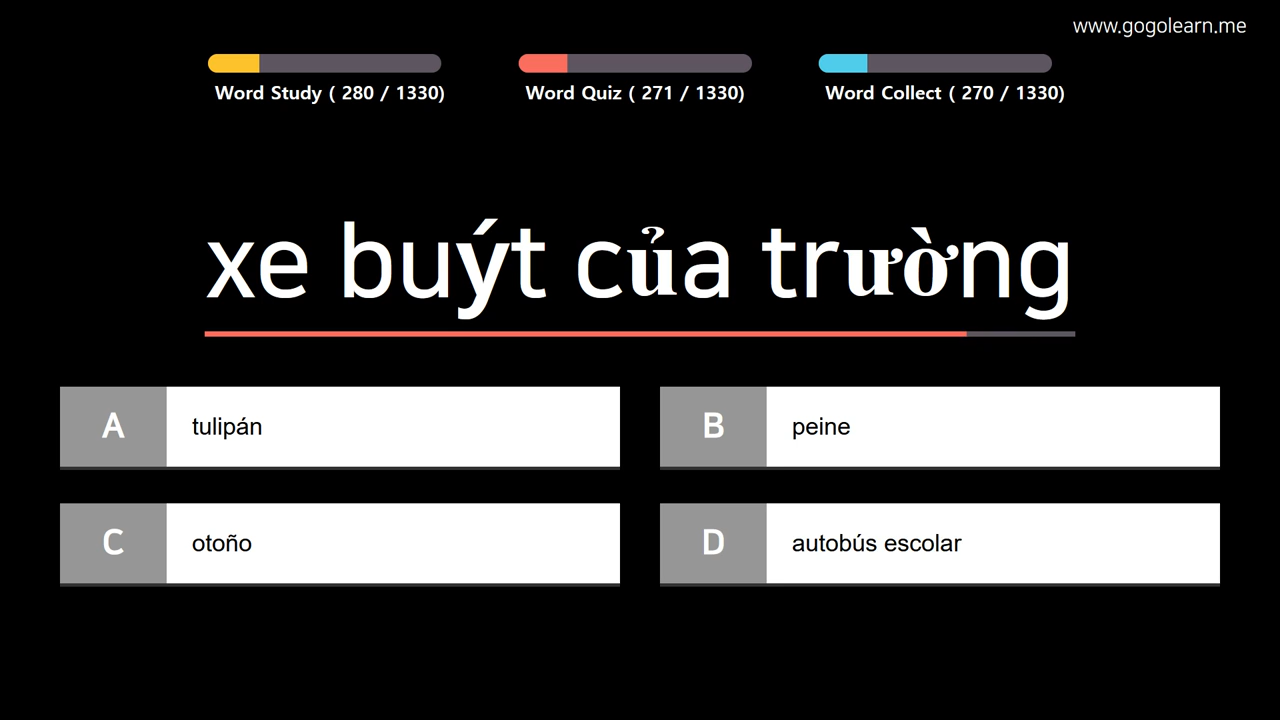 www.gogolearn.me
Word Study ( 280 / 1330)
Word Quiz ( 271 / 1330)
Word Collect ( 270 / 1330)
xe buýt của trường
A tulipán
B peine
C otoño
D autobús escolar